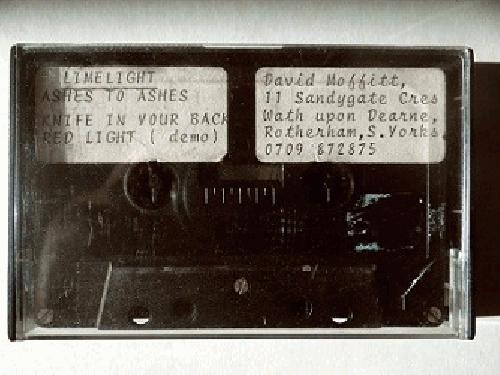 LIMELIGHT
ASHES TO ASHES
KNIFE IN YOUR BACK
RED LIGHT ( demo)
David Moffitt,
11 Sandygate Cres
Wath upon Dearne,
Rotherham,S.Yorks
0709 872875